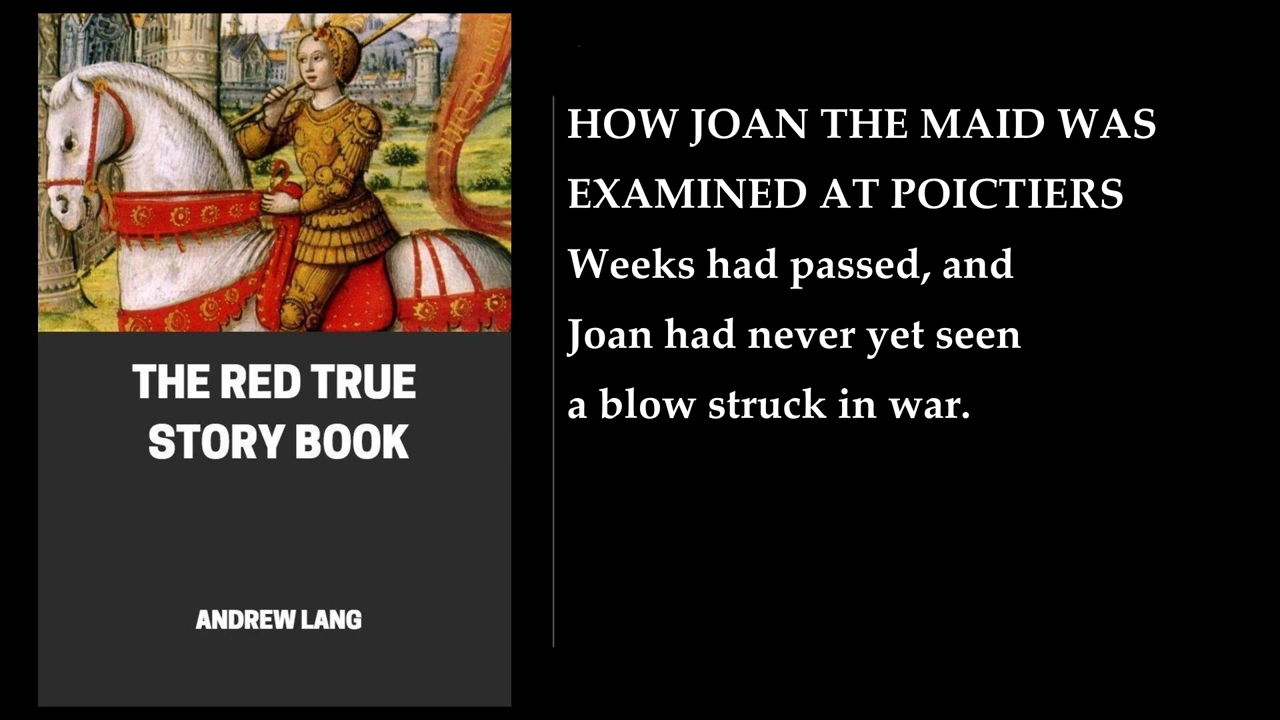 THE RED TRUE
STORY BOOK
ANDREW LANG
HOW JOAN THE MAID WAS
EXAMINED AT POICTIERS
Weeks had passed, and
Joan had never yet seen
a blow struck in war.